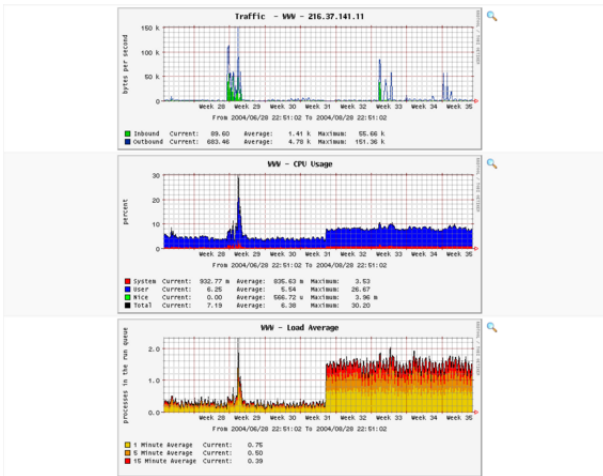 Traffic - WWW - 216.37.141.11
bytes per second
150 k
100 k
50 k
0
Week 28 Week 29 Week 30 Week 31 Week 32 Week 33 Week 34 Week 35
From 2004/06/28 22:51:02 To 2004/08/28 22:51:02
Inbound Current: 89.60 Average: 1.41 k Maximum: 55.66 k
Outbound Current: 683.46 Average: 4.78 k Maximum: 151.36 k
WWW - CPU Usage
percent
30
20
10
0
Week 28 Week 29 Week 30 Week 31 Week 32 Week 33 Week 34 Week 35
From 2004/06/28 22:51:02 To 2004/08/28 22:51:02
System Current: 932.77 m Average: 835.63 m Maximum: 3.53
User Current: 6.25 Average: 5.54 Maximum: 26.67
Nice Current: 0.00 Average: 566.72 u Maximum: 3.96 m
Total Current: 7.19 Average: 6.38 Maximum: 30.20
WWW - Load Average
processes in the run queue
2.0
1.0
0.0
Week 28 Week 29 Week 30 Week 31 Week 32 Week 33 Week 34 Week 35
From 2004/06/28 22:51:02 To 2004/08/28 22:51:02
1 Minute Average Current: 0.75
5 Minute Average Current: 0.50
15 Minute Average Current: 0.39